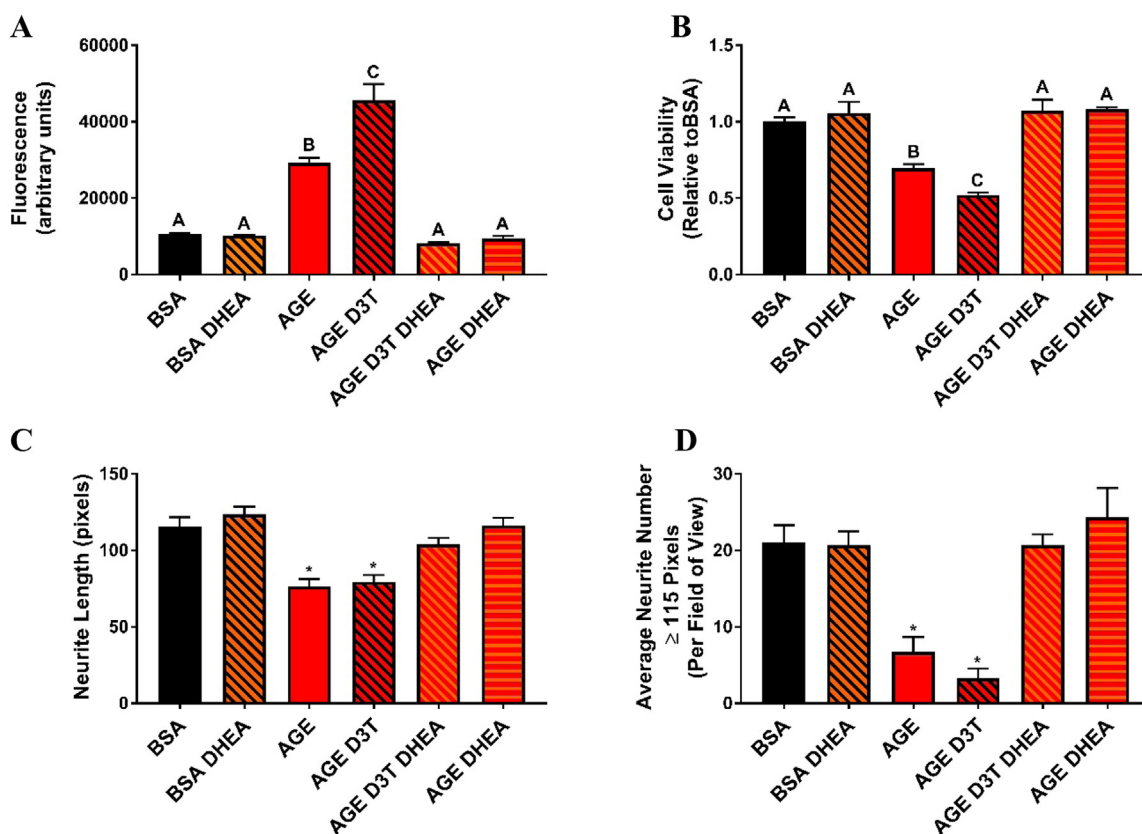 A
Fluorescence
(arbitrary units)
60000
40000
20000
0
A
A
B
C
A
A
BSA
BSA DHEA
AGE
AGE D3T
AGE D3T DHEA
AGE DHEA
B
Cell Viability
(Relative toBSA)
1.5
1.0
0.5
0.0
A
A
B
C
A
A
BSA
BSA DHEA
AGE
AGE D3T
AGE D3T DHEA
AGE DHEA
C
Neurite Length (pixels)
150
100
50
0
*
*
BSA
BSA DHEA
AGE
AGE D3T
AGE D3T DHEA
AGE DHEA
D
Average Neurite Number
≥ 115 Pixels
(Per Field of View)
30
20
10
0
*
*
BSA
BSA DHEA
AGE
AGE D3T
AGE D3T DHEA
AGE DHEA